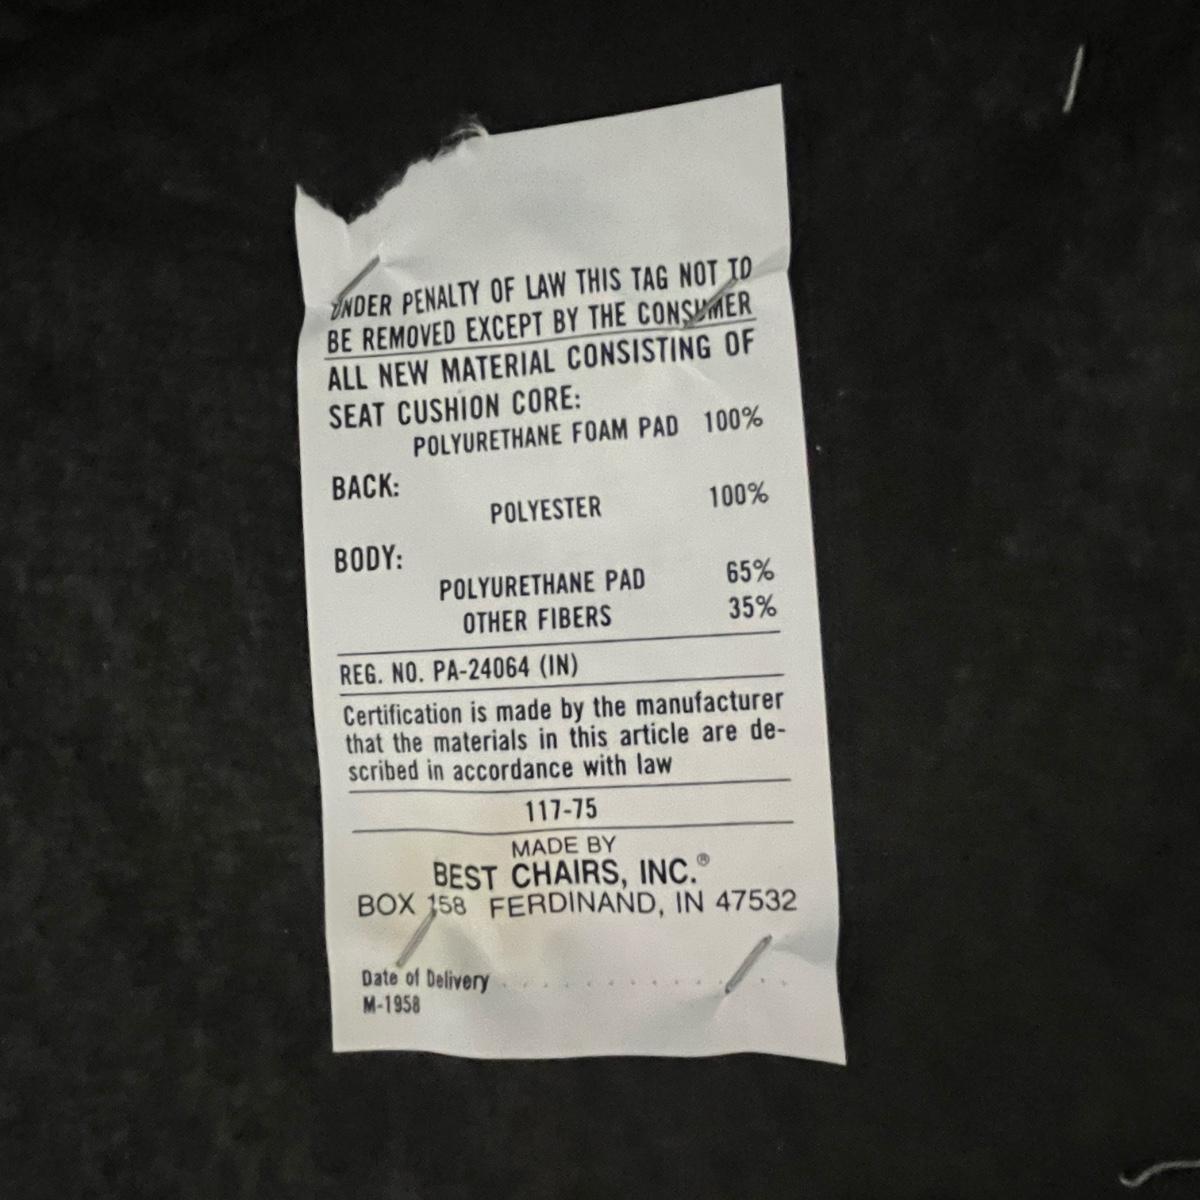 UNDER PENALTY OF LAW THIS TAG NOT TO
BE REMOVED EXCEPT BY THE CONSUMER
ALL NEW MATERIAL CONSISTING OF
SEAT CUSHION CORE:
POLYURETHANE FOAM PAD 100%
BACK:
POLYESTER 100%
BODY:
POLYURETHANE PAD 65%
OTHER FIBERS 35%
REG. NO. PA-24064 (IN)
Certification is made by the manufacturer
that the materials in this article are de-
scribed in accordance with law
117-75
MADE BY
BEST CHAIRS, INC.®
BOX 158 FERDINAND, IN 47532
Date of Delivery . . . . . . . . . . . . .
M-1958